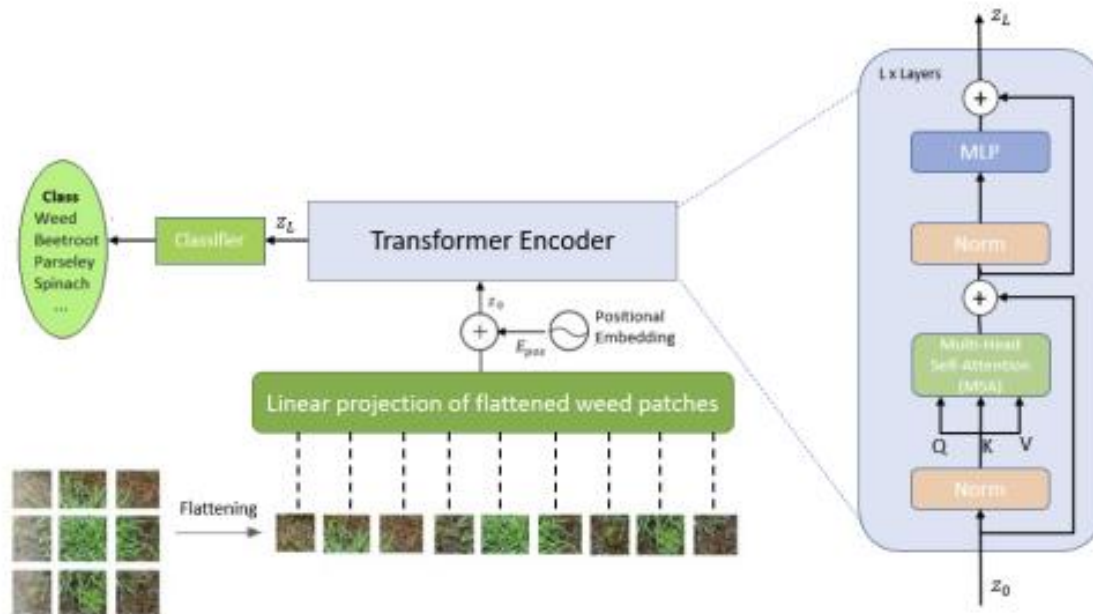 Z_L
L x Layers
+
MLP
Class
Weed
Beetroot
Parseley
Spinach
...
Classifier
Z_L
Transformer Encoder
Norm
+
z_0
+
E_pos
Positional
Embedding
Multi-Head
Self-Attention
(MSA)
Linear projection of flattened weed patches
Q
K
V
Flattening
Norm
z_0